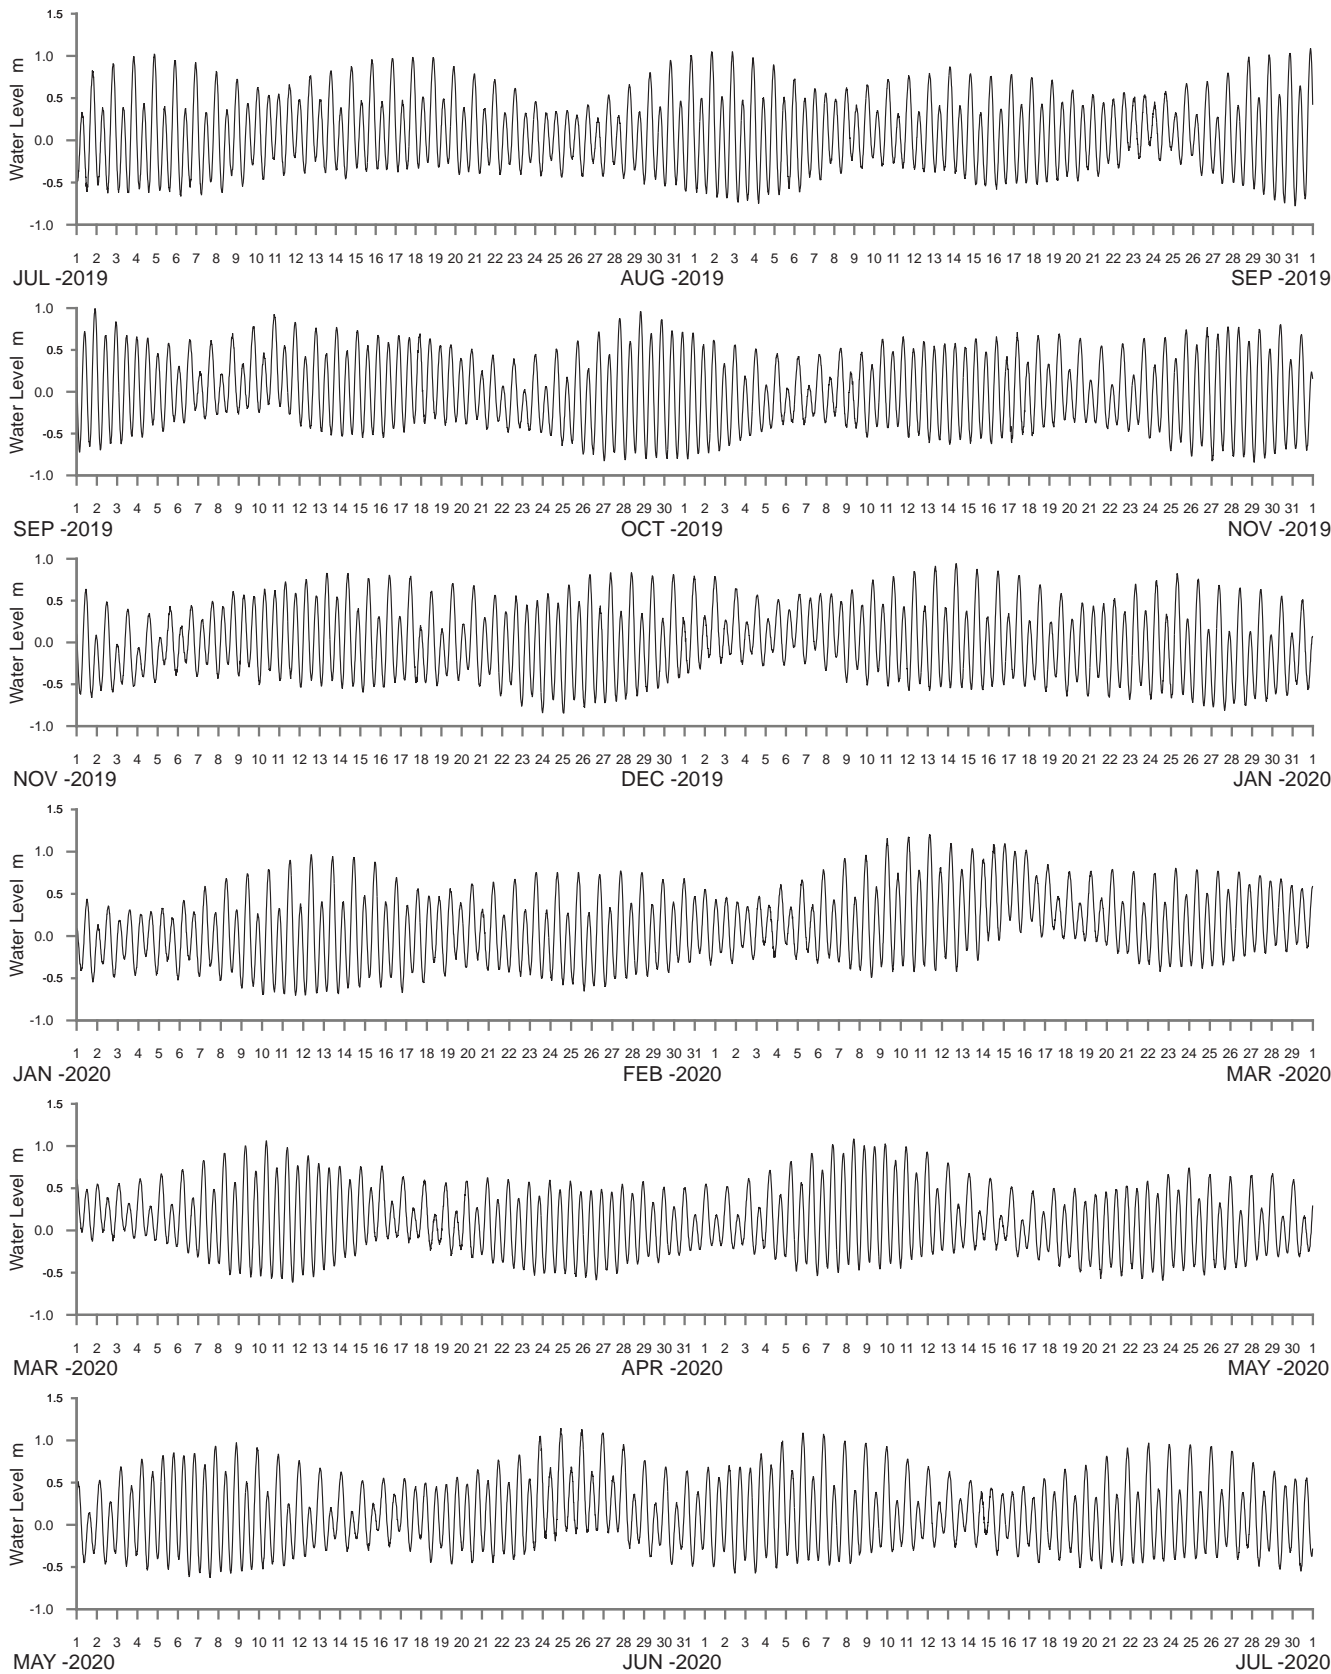 1.5
1.0
0.5
0.0
-0.5
-1.0
Water Level m
1 2 3 4 5 6 7 8 9 10 11 12 13 14 15 16 17 18 19 20 21 22 23 24 25 26 27 28 29 30 31 1 2 3 4 5 6 7 8 9 10 11 12 13 14 15 16 17 18 19 20 21 22 23 24 25 26 27 28 29 30 31 1
JUL -2019 AUG -2019 SEP -2019
1.0
0.5
0.0
-0.5
-1.0
Water Level m
1 2 3 4 5 6 7 8 9 10 11 12 13 14 15 16 17 18 19 20 21 22 23 24 25 26 27 28 29 30 1 2 3 4 5 6 7 8 9 10 11 12 13 14 15 16 17 18 19 20 21 22 23 24 25 26 27 28 29 30 31 1
SEP -2019 OCT -2019 NOV -2019
1.0
0.5
0.0
-0.5
-1.0
Water Level m
1 2 3 4 5 6 7 8 9 10 11 12 13 14 15 16 17 18 19 20 21 22 23 24 25 26 27 28 29 30 1 2 3 4 5 6 7 8 9 10 11 12 13 14 15 16 17 18 19 20 21 22 23 24 25 26 27 28 29 30 31 1
NOV -2019 DEC -2019 JAN -2020
1.5
1.0
0.5
0.0
-0.5
-1.0
Water Level m
1 2 3 4 5 6 7 8 9 10 11 12 13 14 15 16 17 18 19 20 21 22 23 24 25 26 27 28 29 30 31 1 2 3 4 5 6 7 8 9 10 11 12 13 14 15 16 17 18 19 20 21 22 23 24 25 26 27 28 29 1
JAN -2020 FEB -2020 MAR -2020
1.5
1.0
0.5
0.0
-0.5
-1.0
Water Level m
1 2 3 4 5 6 7 8 9 10 11 12 13 14 15 16 17 18 19 20 21 22 23 24 25 26 27 28 29 30 31 1 2 3 4 5 6 7 8 9 10 11 12 13 14 15 16 17 18 19 20 21 22 23 24 25 26 27 28 29 30 1
MAR -2020 APR -2020 MAY -2020
1.5
1.0
0.5
0.0
-0.5
-1.0
Water Level m
1 2 3 4 5 6 7 8 9 10 11 12 13 14 15 16 17 18 19 20 21 22 23 24 25 26 27 28 29 30 31 1 2 3 4 5 6 7 8 9 10 11 12 13 14 15 16 17 18 19 20 21 22 23 24 25 26 27 28 29 30 1
MAY -2020 JUN -2020 JUL -2020